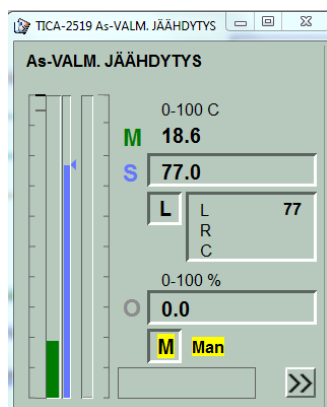 TICA-2519 As-VALM. JÄÄHDYTYS
As-VALM. JÄÄHDYTYS
0-100 C
M 18.6
S 77.0
L L 77
R
C
0-100 %
O 0.0
M Man
>>